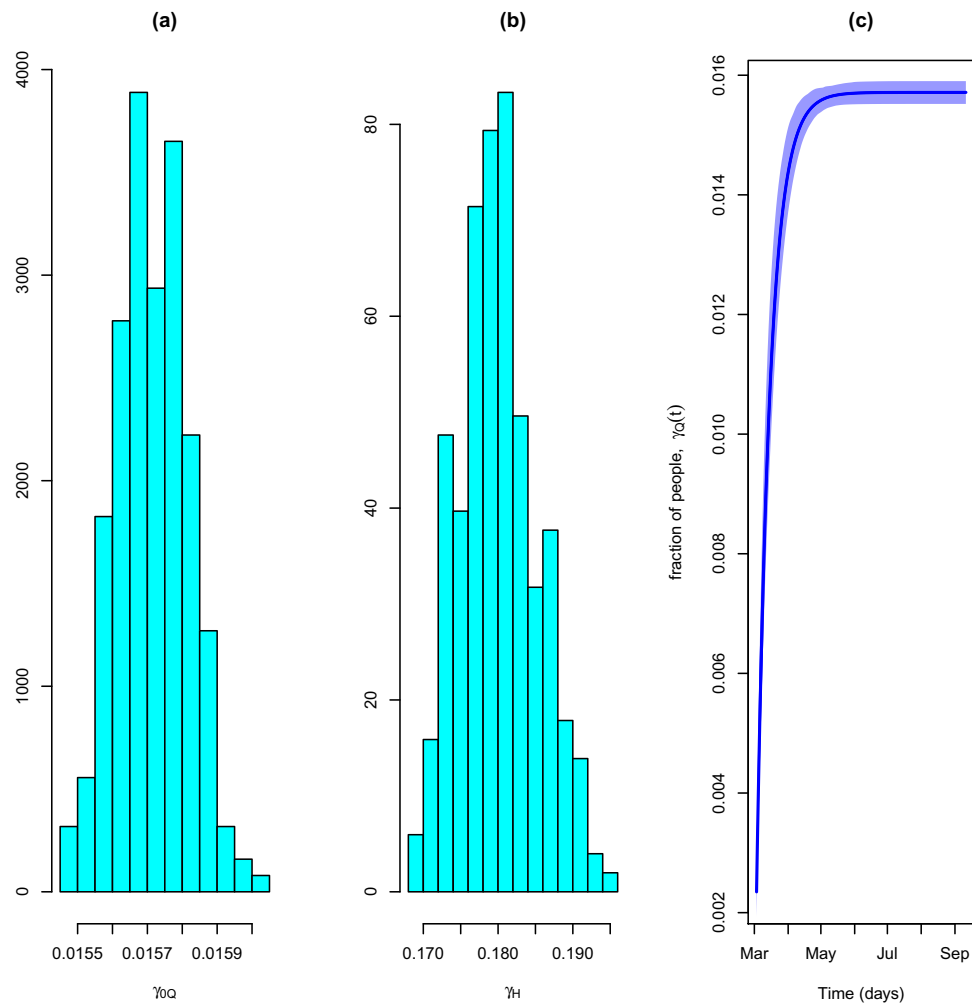 (a)
(b)
(c)
4000
3000
2000
1000
0
0.0155
0.0157
0.0159
γ0Q
80
60
40
20
0
0.170
0.180
0.190
γH
fraction of people, γQ(t)
0.016
0.014
0.012
0.010
0.008
0.006
0.004
0.002
Mar
May
Jul
Sep
Time (days)